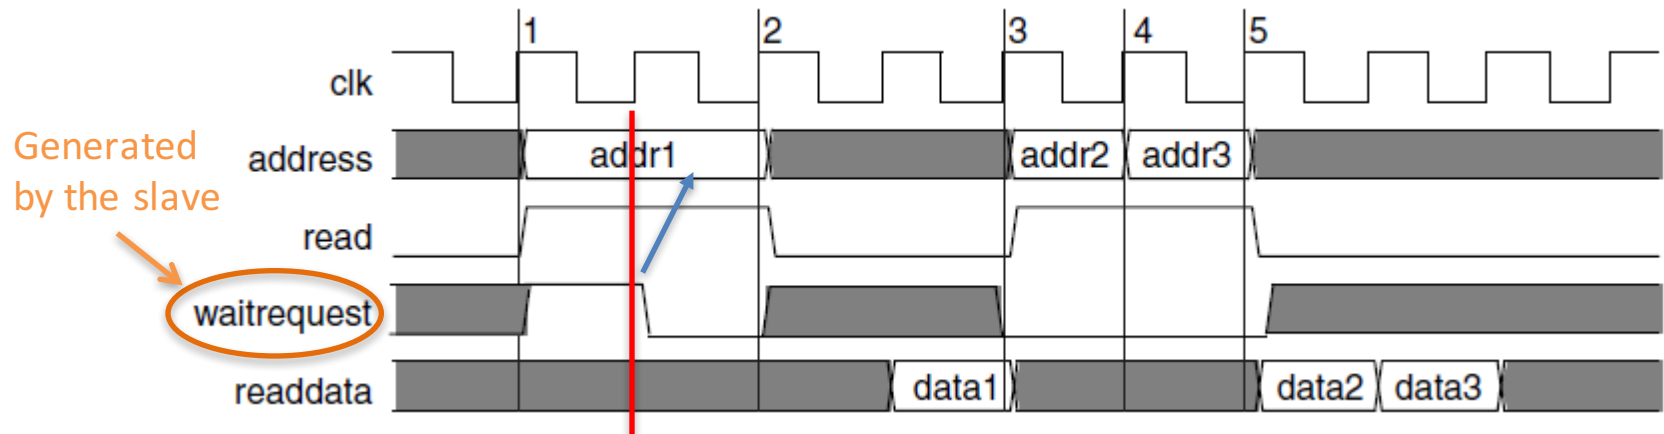 1 2 3 4 5
clk
Generated
by the slave
address addr1 addr2 addr3
read
waitrequest
readdata data1 data2 data3